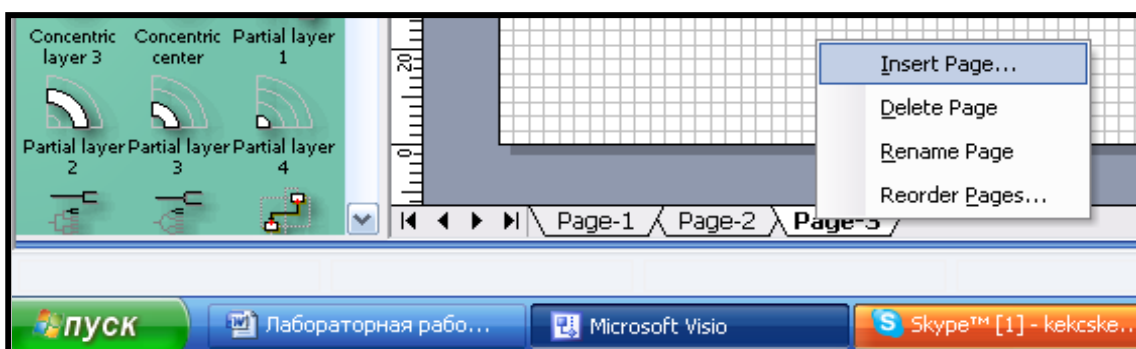 Concentric layer 3
Concentric center
Partial layer 1
Partial layer 2
Partial layer 3
Partial layer 4
20
0
Insert Page...
Delete Page
Rename Page
Reorder Pages...
Page-1
Page-2
Page-3
пуск
Лабораторная рабо...
Microsoft Visio
Skype™ [1] - kekcske...